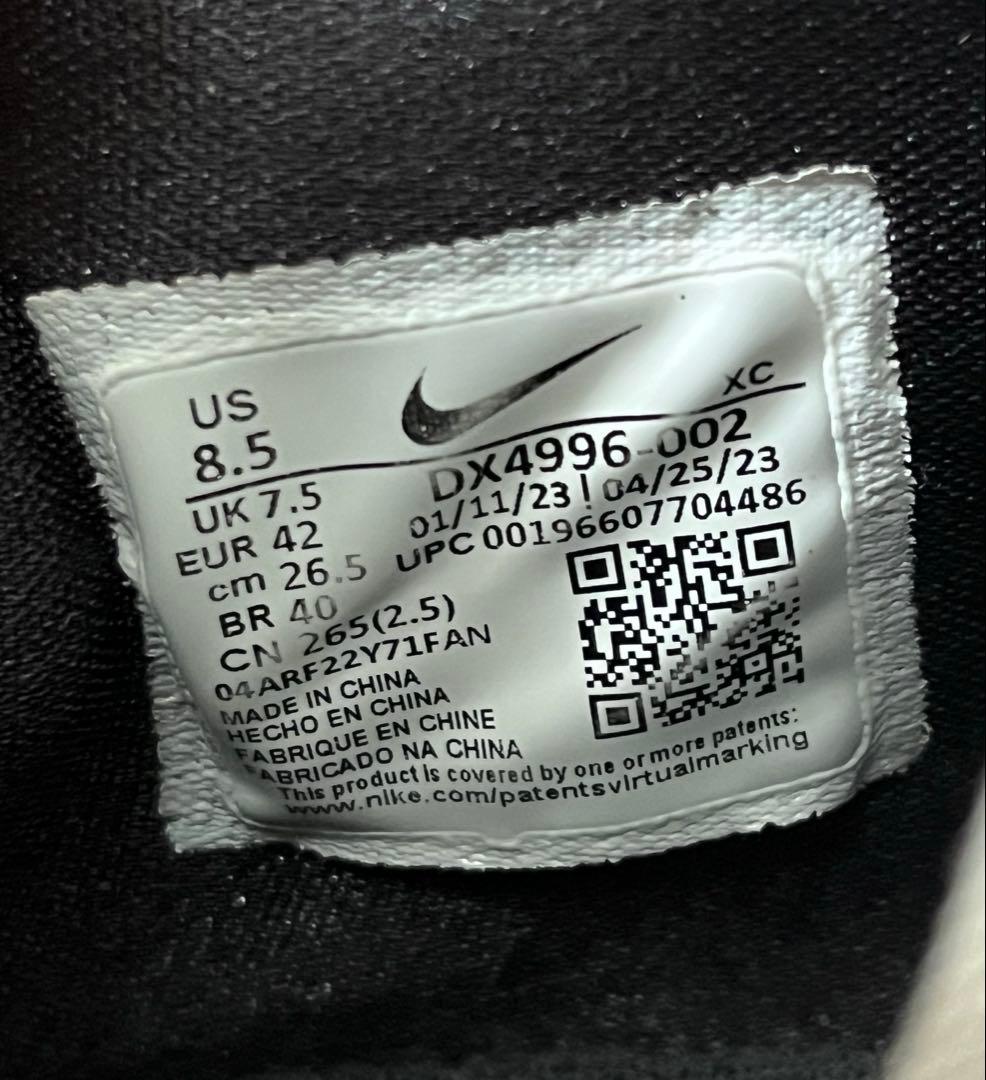 US
8.5
XC
UK 7.5
DX4996-002
EUR 42
01/11/23 | 04/25/23
cm 26.5
UPC 00196607704486
BR 40
CN 265(2.5)
04ARF22Y71FAN
MADE IN CHINA
HECHO EN CHINA
FABRIQUE EN CHINE
FABRICADO NA CHINA
This product is covered by one or more patents:
www.nike.com/patentsvirtualmarking